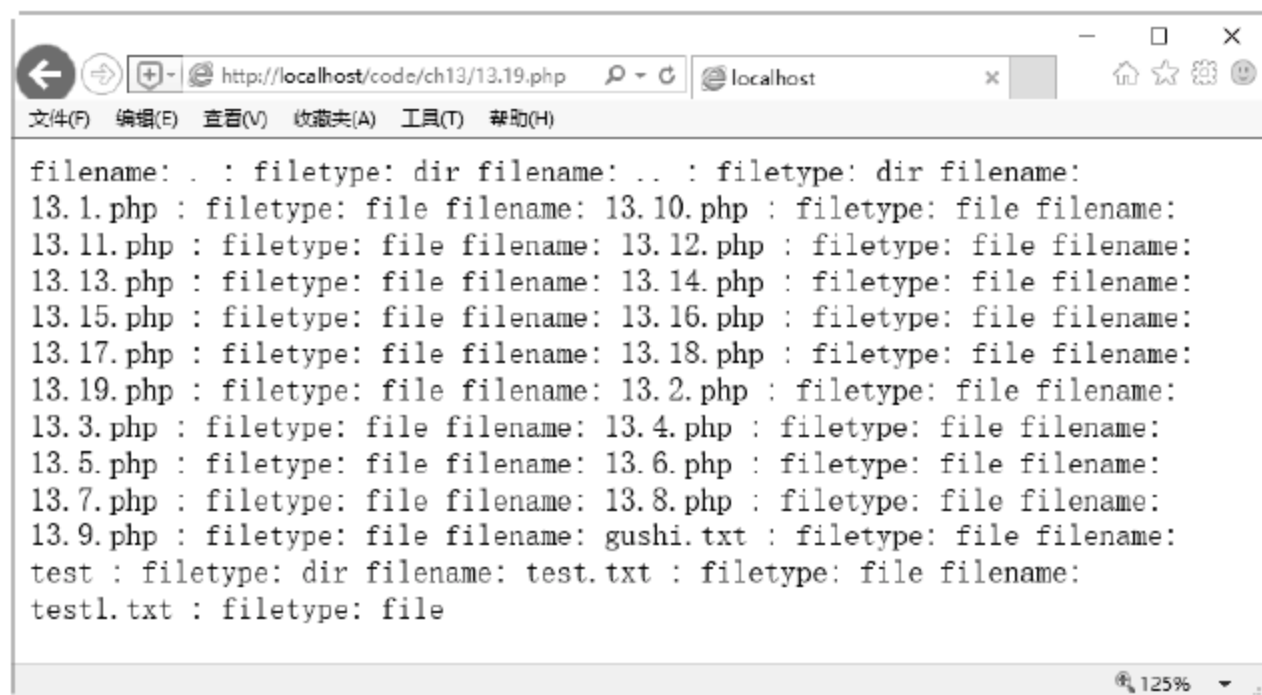 http://localhost/code/ch13/13.19.php
localhost
文件(F) 编辑(E) 查看(V) 收藏夹(A) 工具(T) 帮助(H)
filename: . : filetype: dir filename: .. : filetype: dir filename:
13.1.php : filetype: file filename: 13.10.php : filetype: file filename:
13.11.php : filetype: file filename: 13.12.php : filetype: file filename:
13.13.php : filetype: file filename: 13.14.php : filetype: file filename:
13.15.php : filetype: file filename: 13.16.php : filetype: file filename:
13.17.php : filetype: file filename: 13.18.php : filetype: file filename:
13.19.php : filetype: file filename: 13.2.php : filetype: file filename:
13.3.php : filetype: file filename: 13.4.php : filetype: file filename:
13.5.php : filetype: file filename: 13.6.php : filetype: file filename:
13.7.php : filetype: file filename: 13.8.php : filetype: file filename:
13.9.php : filetype: file filename: gushi.txt : filetype: file filename:
test : filetype: dir filename: test.txt : filetype: file filename:
test1.txt : filetype: file
125%